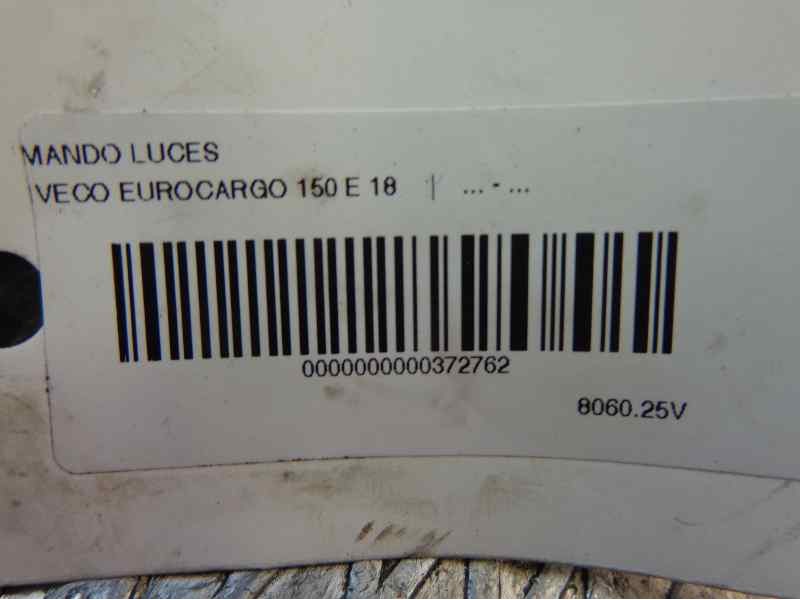 MANDO LUCES
VECO EUROCARGO 150 E 18 | ... - ...
0000000000372762
8060.25V